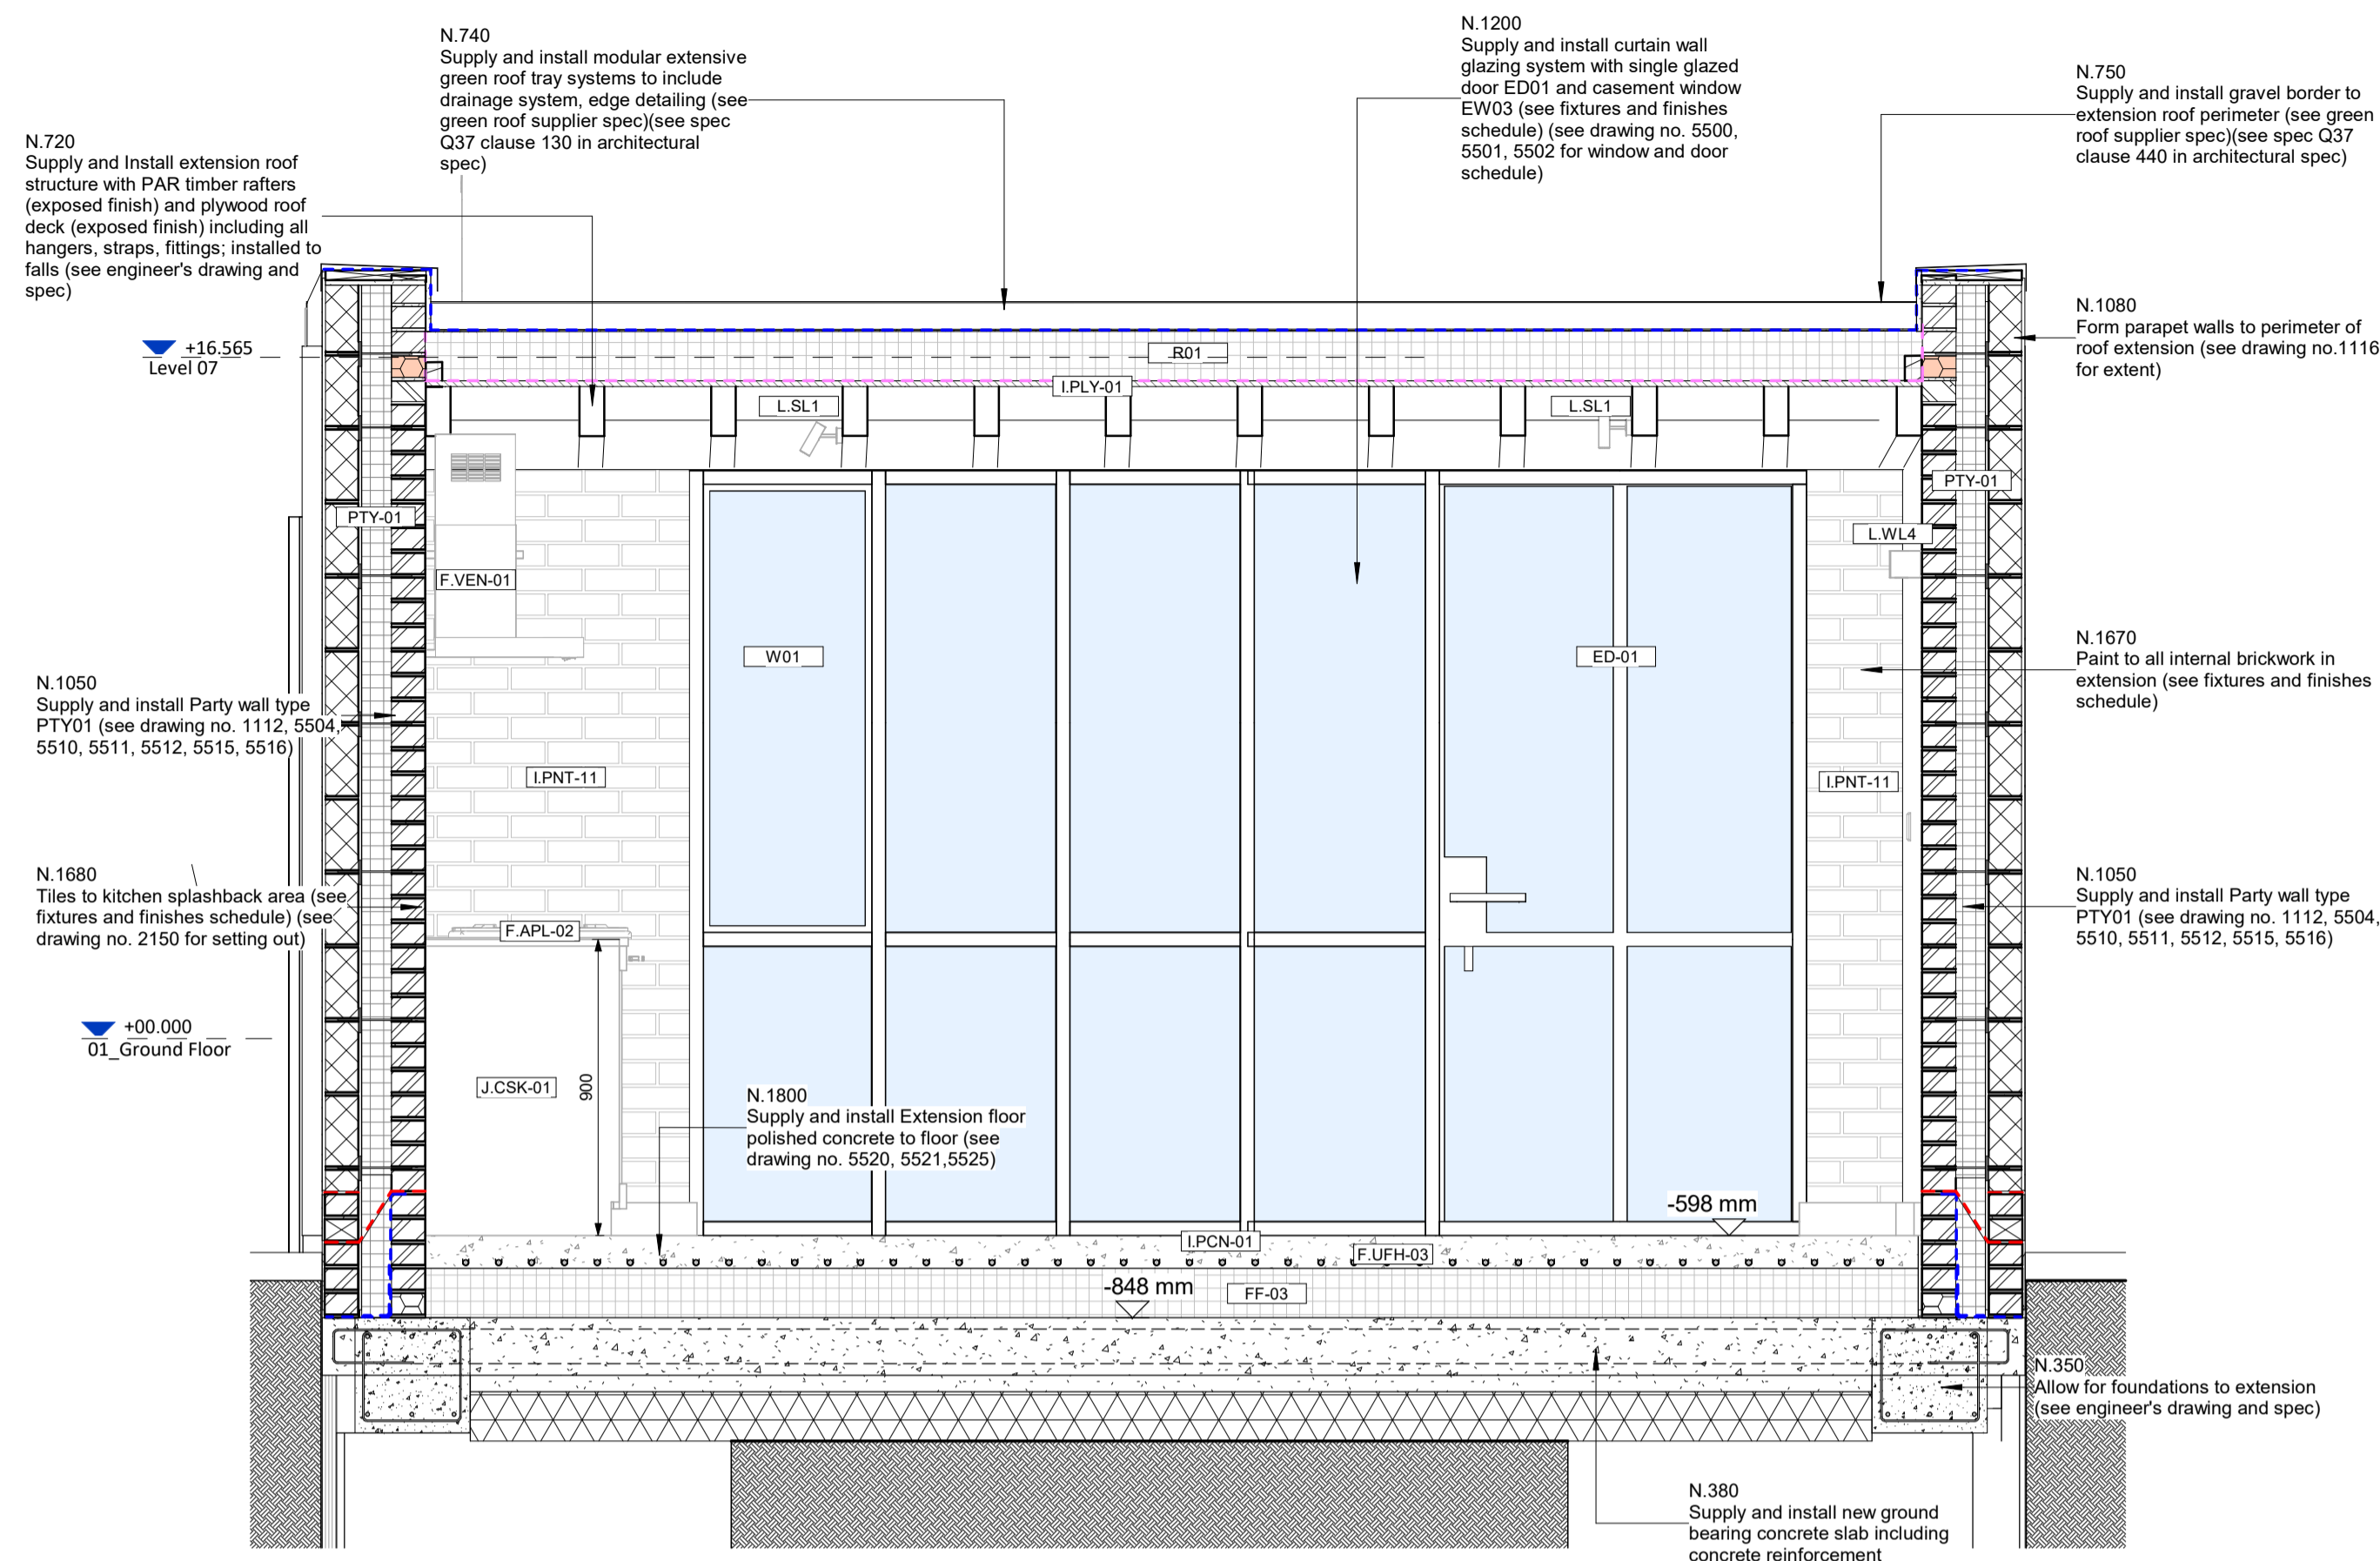 N.740
Supply and install modular extensive
green roof tray systems to include
drainage system, edge detailing (see
green roof supplier spec)(see spec
Q37 clause 130 in architectural
spec)
N.1200
Supply and install curtain wall
glazing system with single glazed
door ED01 and casement window
EW03 (see fixtures and finishes
schedule) (see drawing no. 5500,
5501, 5502 for window and door
schedule)
N.750
Supply and install gravel border to
extension roof perimeter (see green
roof supplier spec)(see spec Q37
clause 440 in architectural spec)
N.720
Supply and Install extension roof
structure with PAR timber rafters
(exposed finish) and plywood roof
deck (exposed finish) including all
hangers, straps, fittings; installed to
falls (see engineer's drawing and
spec)
N.1080
Form parapet walls to perimeter of
roof extension (see drawing no.1116
for extent)
+16.565
Level 07
R01
I.PLY-01
L.SL1
L.SL1
PTY-01
PTY-01
L.WL4
F.VEN-01
W01
ED-01
N.1670
Paint to all internal brickwork in
extension (see fixtures and finishes
schedule)
N.1050
Supply and install Party wall type
PTY01 (see drawing no. 1112, 5504,
5510, 5511, 5512, 5515, 5516)
I.PNT-11
I.PNT-11
N.1680
Tiles to kitchen splashback area (see
fixtures and finishes schedule) (see
drawing no. 2150 for setting out)
N.1050
Supply and install Party wall type
PTY01 (see drawing no. 1112, 5504,
5510, 5511, 5512, 5515, 5516)
F.APL-02
+00.000
01_Ground Floor
J.CSK-01
900
N.1800
Supply and install Extension floor
polished concrete to floor (see
drawing no. 5520, 5521,5525)
-598 mm
I.PCN-01
F.UFH-03
-848 mm
FF-03
N.350
Allow for foundations to extension
(see engineer's drawing and spec)
N.380
Supply and install new ground
bearing concrete slab including
concrete reinforcement